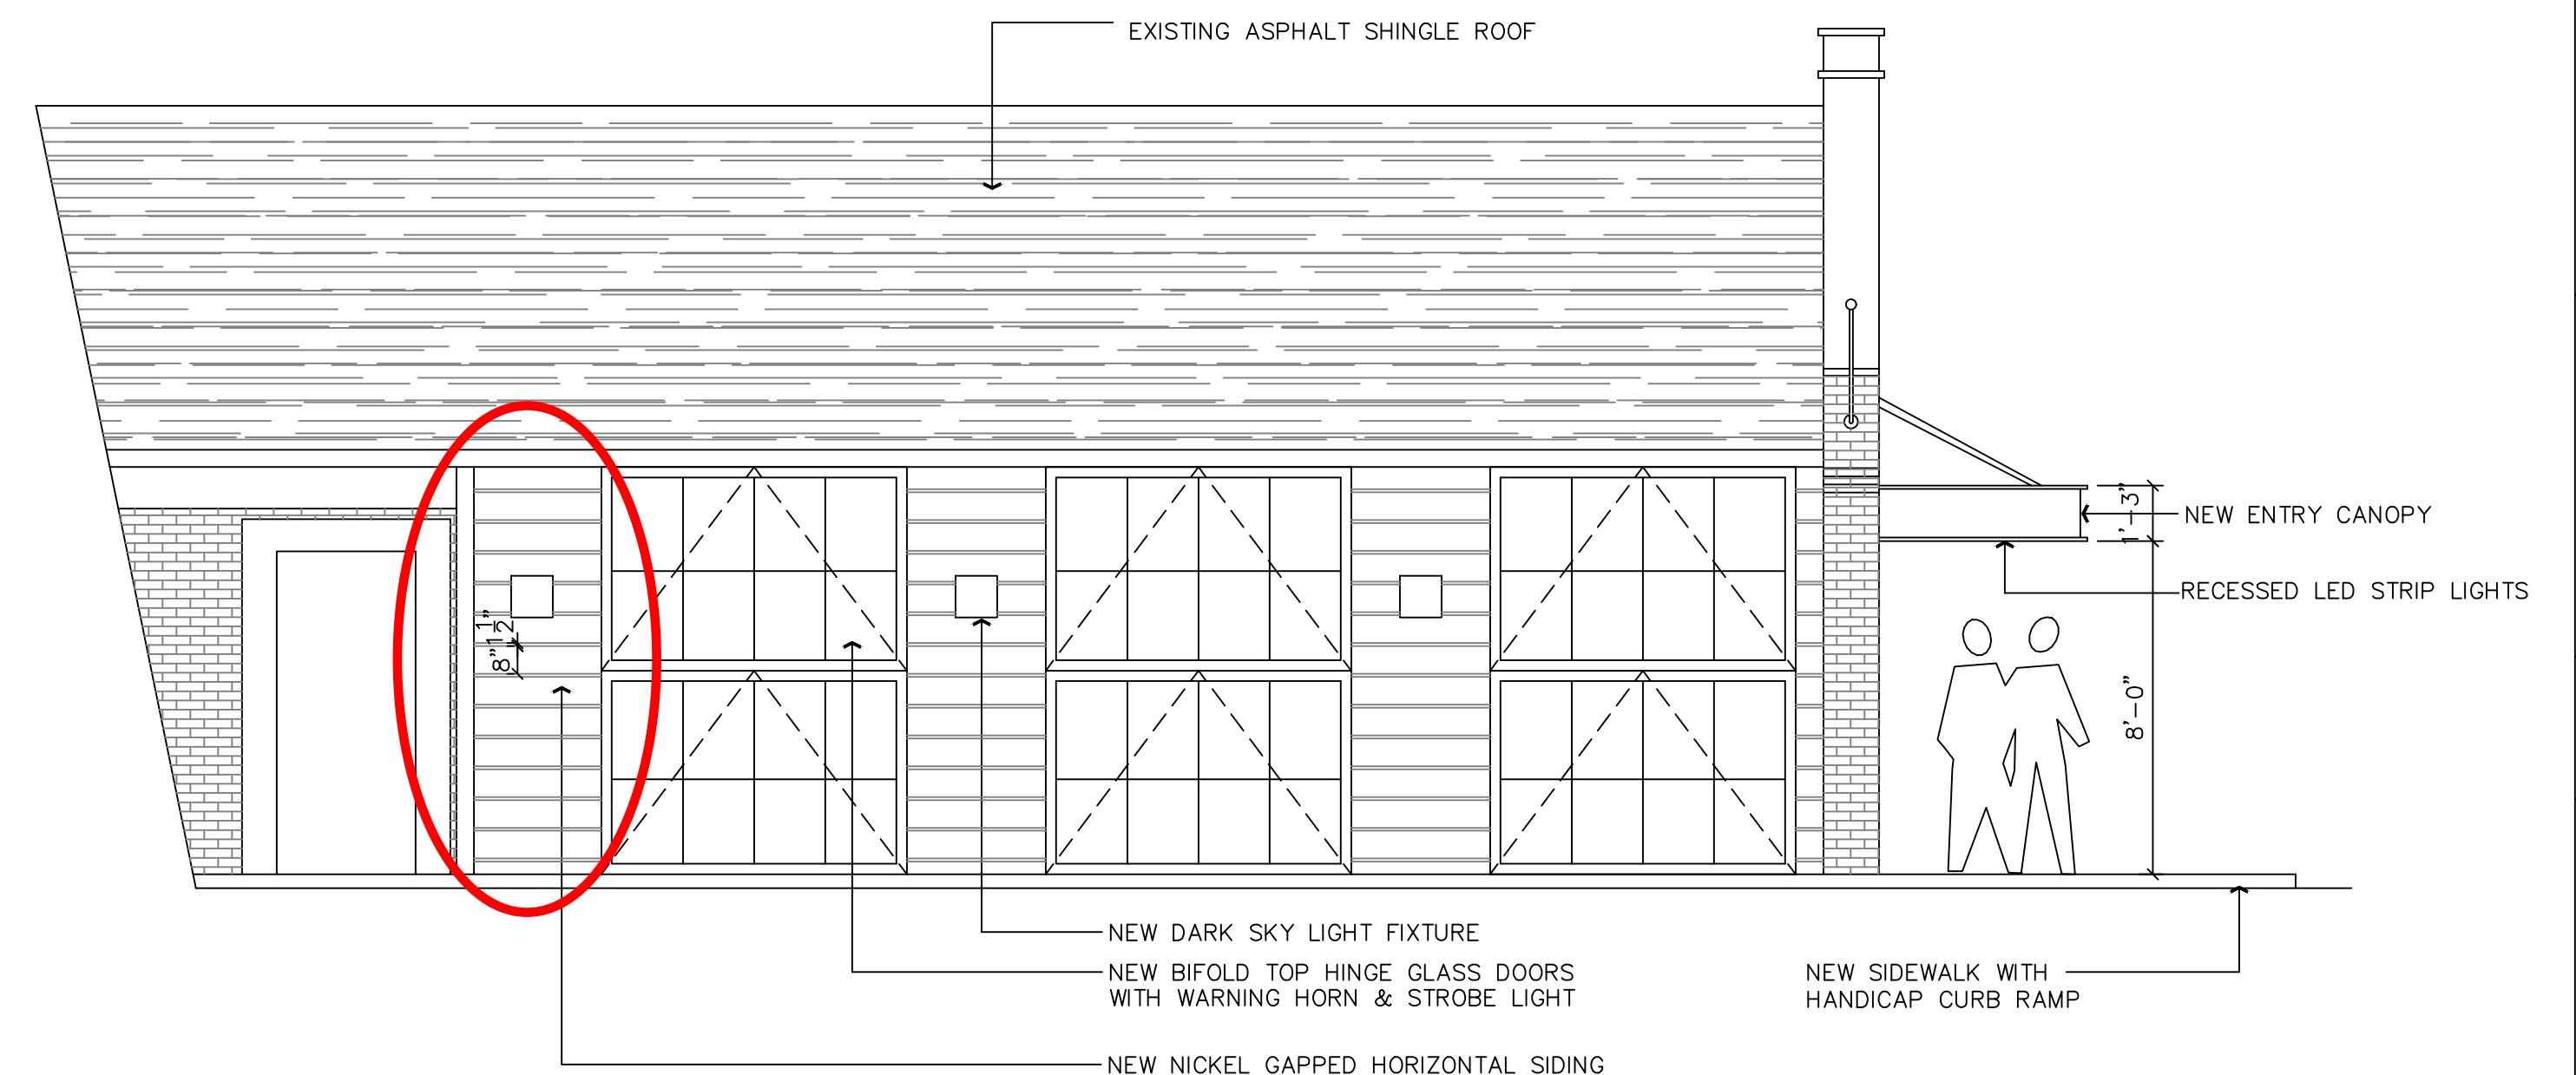 EXISTING ASPHALT SHINGLE ROOF
1'-3"
NEW ENTRY CANOPY
RECESSED LED STRIP LIGHTS
1 1/2"
8"
8'-0"
NEW DARK SKY LIGHT FIXTURE
NEW BIFOLD TOP HINGE GLASS DOORS
WITH WARNING HORN & STROBE LIGHT
NEW SIDEWALK WITH
HANDICAP CURB RAMP
NEW NICKEL GAPPED HORIZONTAL SIDING